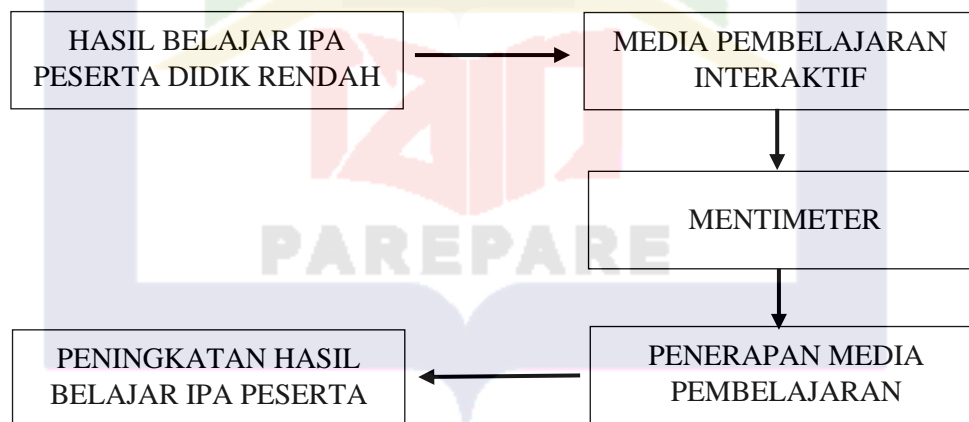 HASIL BELAJAR IPA
PESERTA DIDIK RENDAH
MEDIA PEMBELAJARAN
INTERAKTIF
MENTIMETER
PENERAPAN MEDIA
PEMBELAJARAN
PENINGKATAN HASIL
BELAJAR IPA PESERTA
PAREPARE